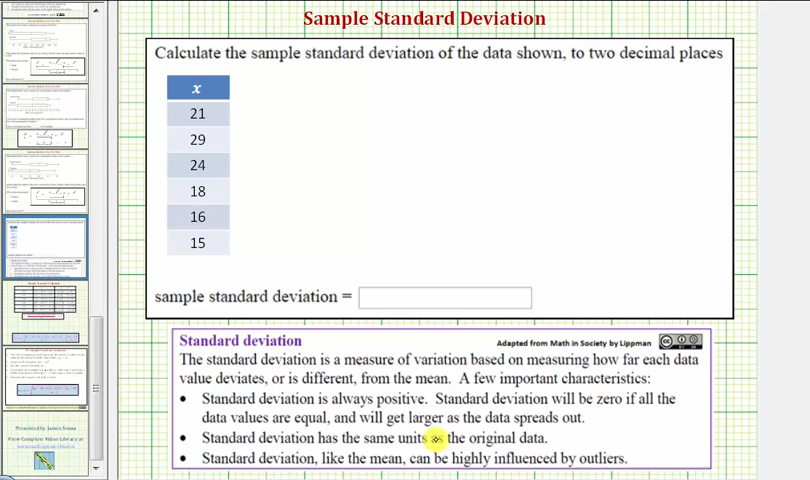 Sample Standard Deviation
Calculate the sample standard deviation of the data shown, to two decimal places
x
21
29
24
18
16
15
sample standard deviation =
Standard deviation
Adapted from Math in Society by Lippman
The standard deviation is a measure of variation based on measuring how far each data
value deviates, or is different, from the mean. A few important characteristics:
• Standard deviation is always positive. Standard deviation will be zero if all the
data values are equal, and will get larger as the data spreads out.
• Standard deviation has the same units as the original data.
• Standard deviation, like the mean, can be highly influenced by outliers.
Presented by James Sousa
View Complete Video Library at